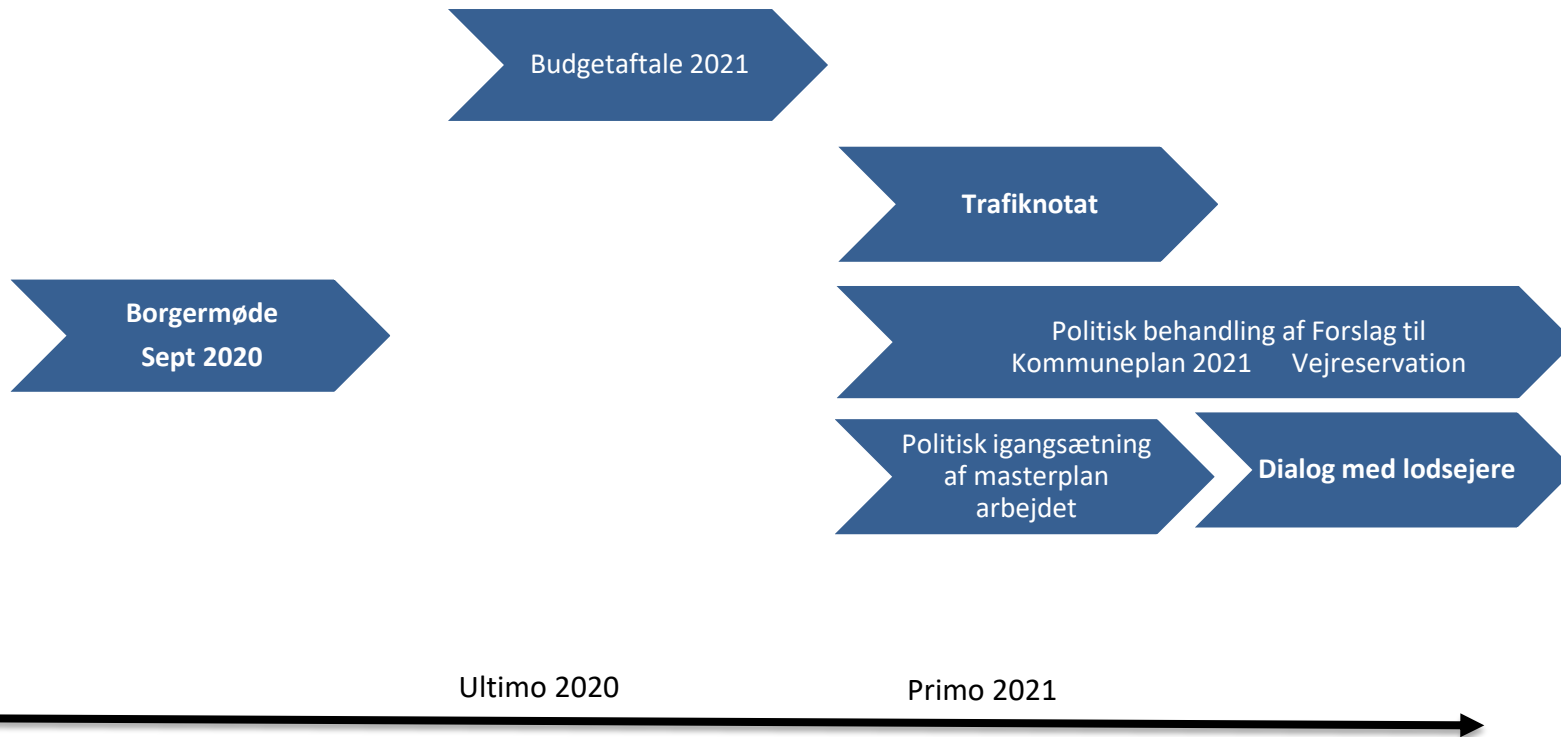 Budgetaftale 2021
Trafiknotat
Borgermøde
Sept 2020
Politisk behandling af Forslag til
Kommuneplan 2021 Vejreservation
Politisk igangsætning
af masterplan
arbejdet
Dialog med lodsejere
Ultimo 2020
Primo 2021